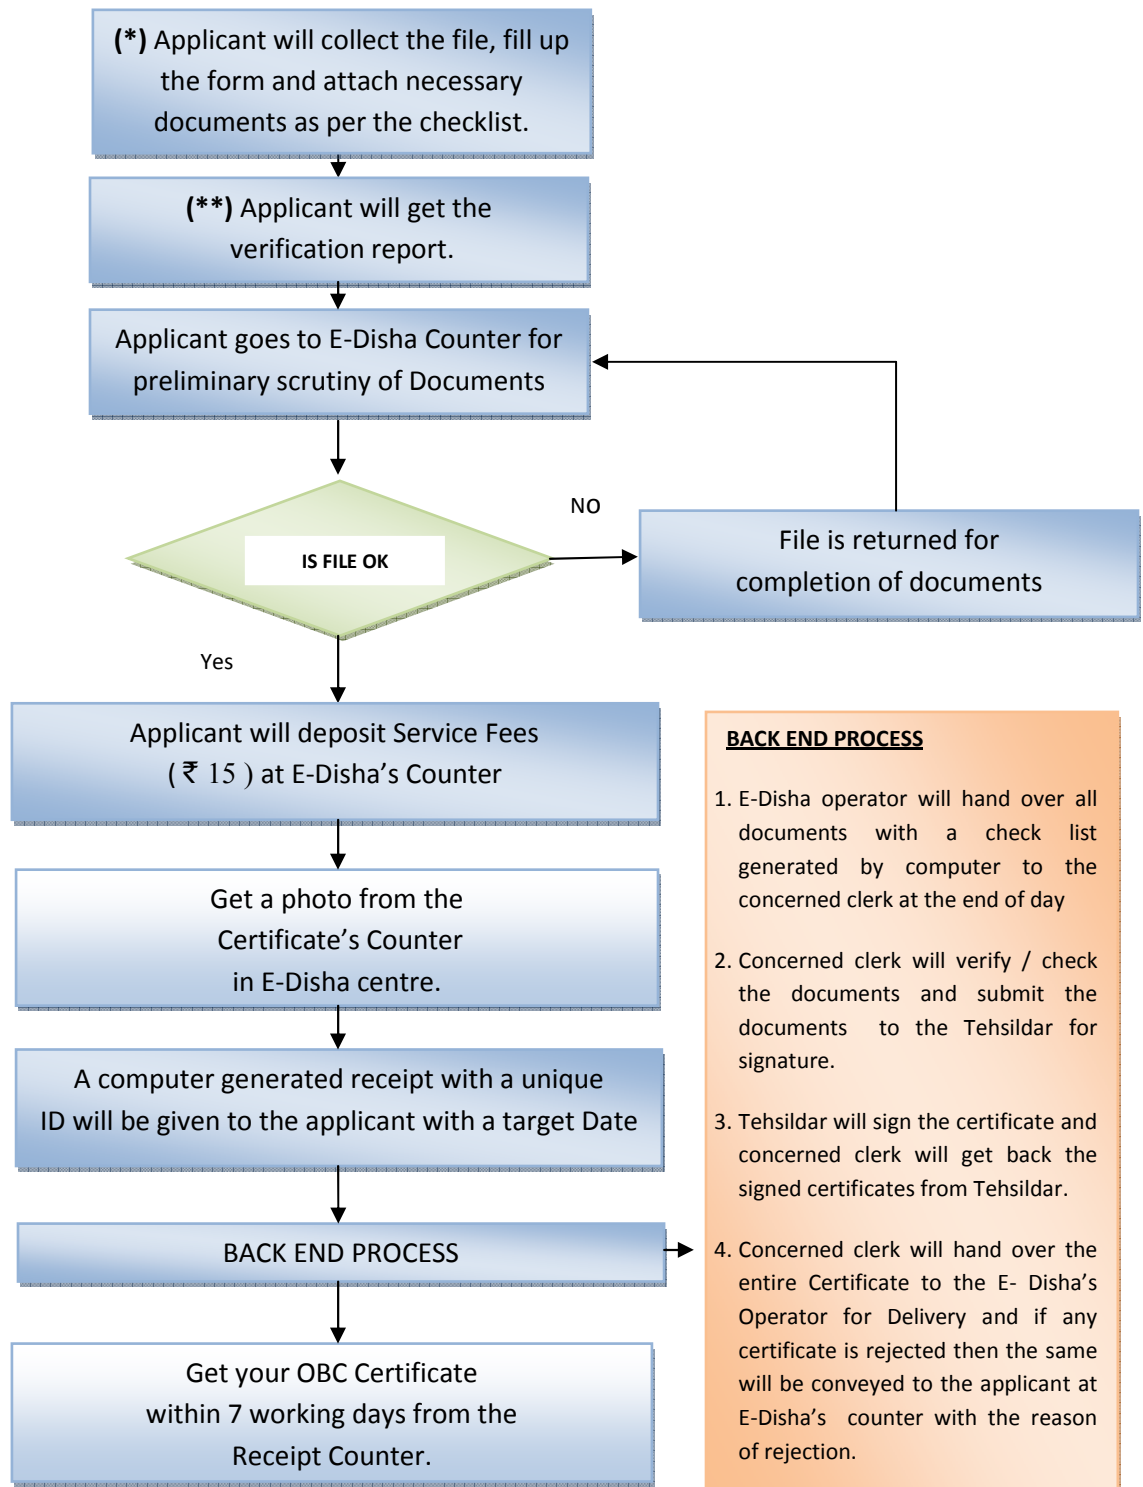 (*) Applicant will collect the file, fill up
the form and attach necessary
documents as per the checklist.
(**) Applicant will get the
verification report.
Applicant goes to E-Disha Counter for
preliminary scrutiny of Documents
IS FILE OK
NO
File is returned for
completion of documents
Yes
Applicant will deposit Service Fees
( ₹ 15 ) at E-Disha’s Counter
Get a photo from the
Certificate’s Counter
in E-Disha centre.
A computer generated receipt with a unique
ID will be given to the applicant with a target Date
BACK END PROCESS
Get your OBC Certificate
within 7 working days from the
Receipt Counter.
BACK END PROCESS
1. E-Disha operator will hand over all
documents with a check list
generated by computer to the
concerned clerk at the end of day
2. Concerned clerk will verify / check
the documents and submit the
documents to the Tehsildar for
signature.
3. Tehsildar will sign the certificate and
concerned clerk will get back the
signed certificates from Tehsildar.
4. Concerned clerk will hand over the
entire Certificate to the E- Disha’s
Operator for Delivery and if any
certificate is rejected then the same
will be conveyed to the applicant at
E-Disha’s counter with the reason
of rejection.